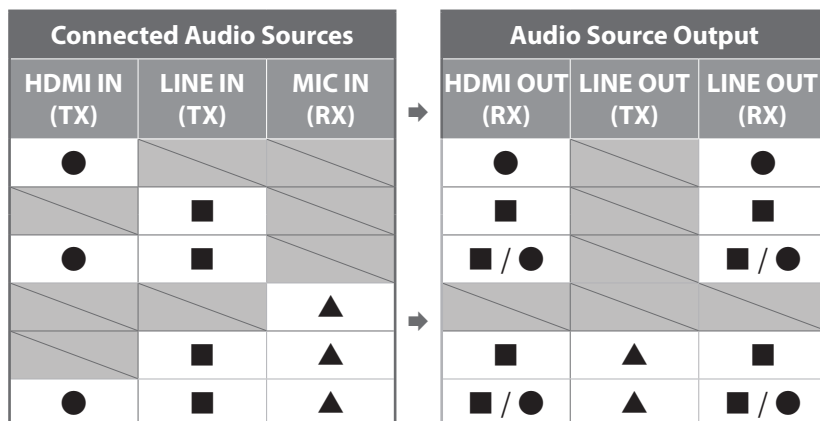 Connected Audio Sources
HDMI IN (TX) LINE IN (TX) MIC IN (RX)
●
■
● ■
▲
■ ▲
● ■ ▲
Audio Source Output
HDMI OUT (RX) LINE OUT (TX) LINE OUT (RX)
● ●
■ ■
■ / ● ■ / ●
■ ▲ ■
■ / ● ▲ ■ / ●